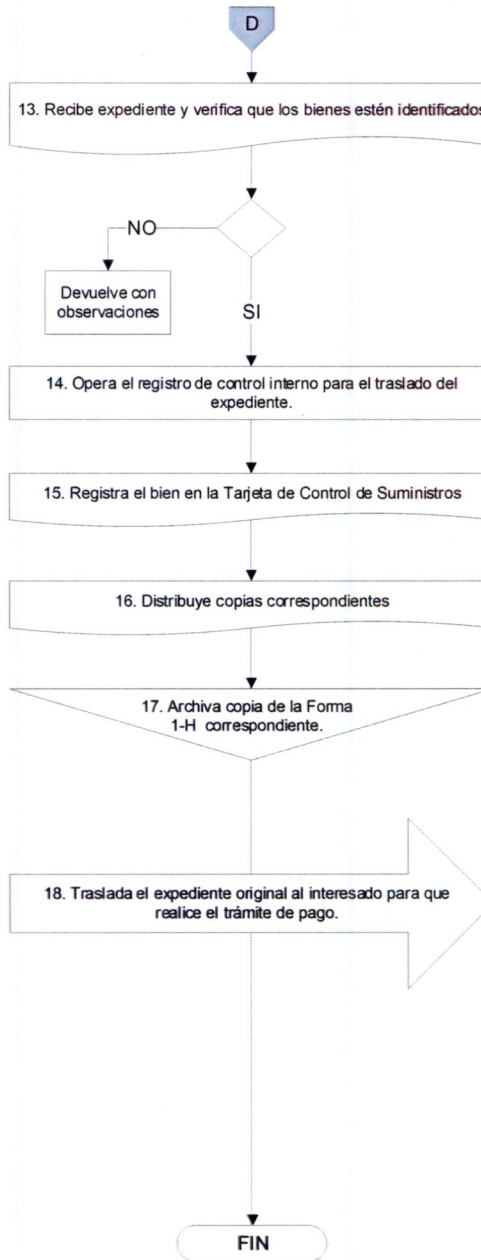 D
13. Recibe expediente y verifica que los bienes estén identificados
NO
Devuelve con
observaciones
SI
14. Opera el registro de control interno para el traslado del
expediente.
15. Registra el bien en la Tarjeta de Control de Suministros
16. Distribuye copias correspondientes
17. Archiva copia de la Forma
1-H correspondiente.
18. Traslada el expediente original al interesado para que
realice el trámite de pago.
FIN